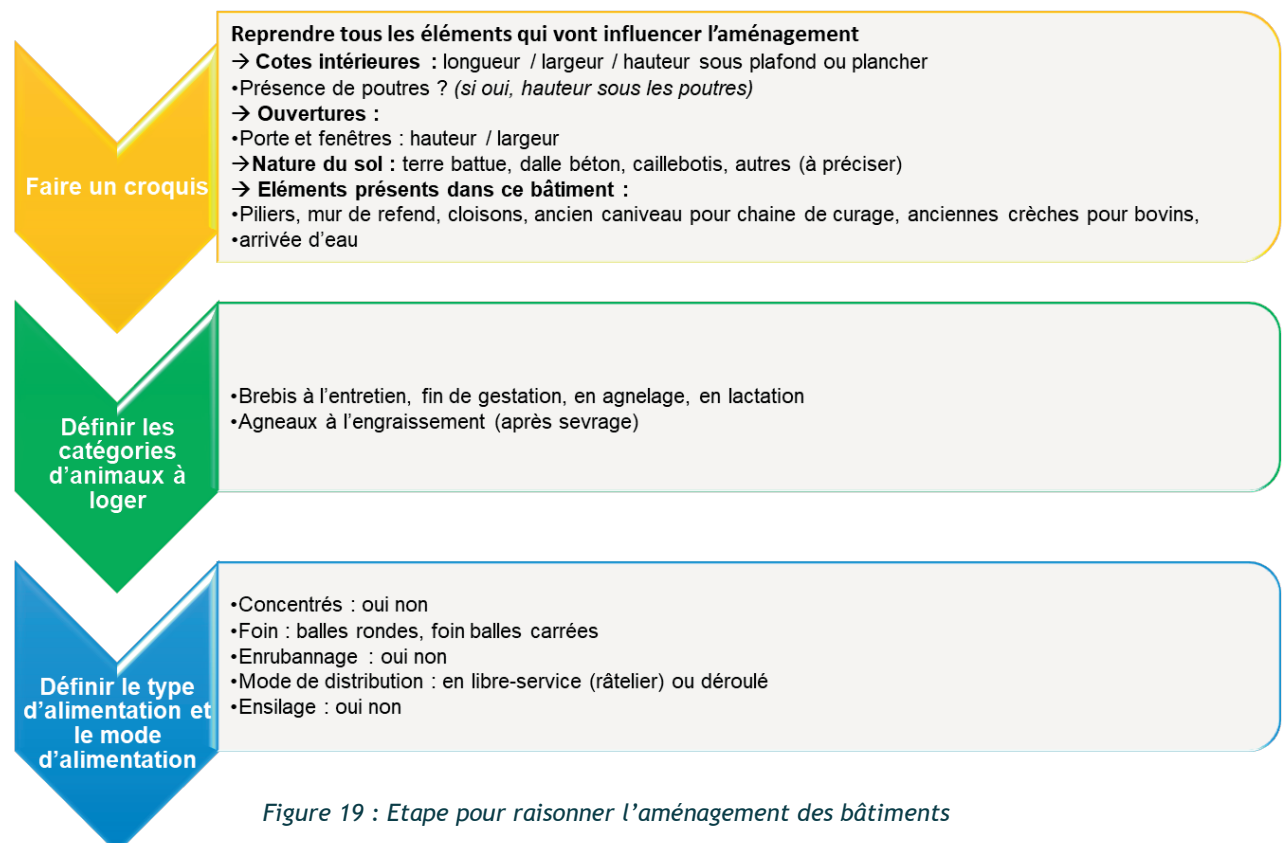 Faire un croquis
Reprendre tous les éléments qui vont influencer l’aménagement
→ Cotes intérieures : longueur / largeur / hauteur sous plafond ou plancher
•Présence de poutres ? (si oui, hauteur sous les poutres)
→ Ouvertures :
•Porte et fenêtres : hauteur / largeur
→Nature du sol : terre battue, dalle béton, caillebotis, autres (à préciser)
→ Eléments présents dans ce bâtiment :
•Piliers, mur de refend, cloisons, ancien caniveau pour chaine de curage, anciennes crèches pour bovins,
•arrivée d’eau
Définir les
catégories
d’animaux à
loger
•Brebis à l’entretien, fin de gestation, en agnelage, en lactation
•Agneaux à l’engraissement (après sevrage)
Définir le type
d’alimentation et
le mode
d’alimentation
•Concentrés : oui non
•Foin : balles rondes, foin balles carrées
•Enrubannage : oui non
•Mode de distribution : en libre-service (râtelier) ou déroulé
•Ensilage : oui non
Figure 19 : Etape pour raisonner l’aménagement des bâtiments